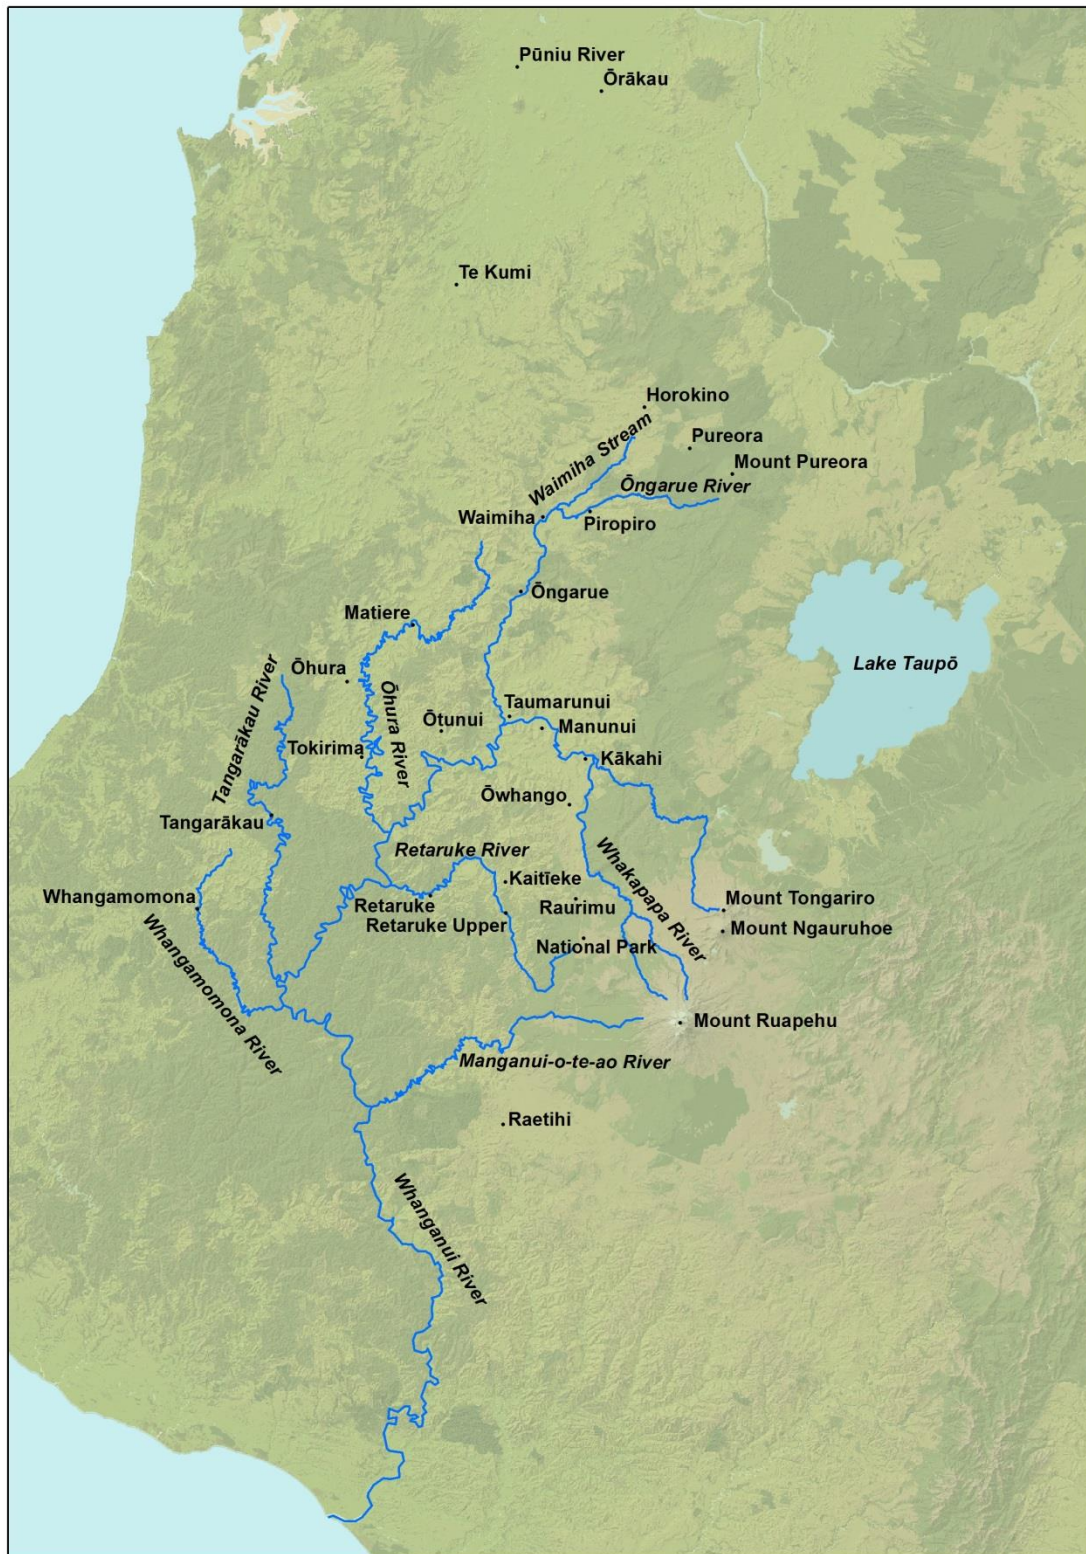 Pūniu River
Ōrākau
Te Kumi
Horokino
Waimiha Stream
Pureora
Mount Pureora
Ōngarue River
Waimiha
Piropiro
Ōngarue
Matiere
Lake Taupō
Ōhura
Tangarākau River
Ōhura River
Taumarunui
Ōtunui
Manunui
Tokirima
Kākahi
Ōwhango
Tangarākau
Retaruke River
Kaitīeke
Whakapapa River
Whangamomona
Retaruke
Raurimu
Mount Tongariro
Retaruke Upper
Mount Ngauruhoe
National Park
Whangamomona River
Mount Ruapehu
Manganui-o-te-ao River
Raetihi
Whanganui River